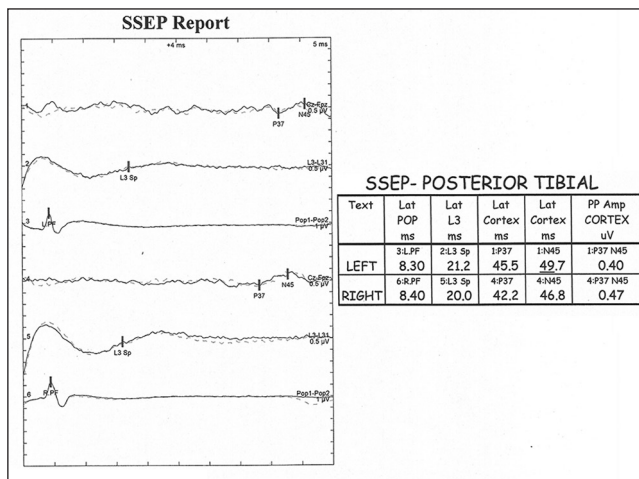 SSEP Report
+4 ms
5 ms
1
Cz-Epz
0.5 µV
P37
N45
2
L3-L31
0.5 µV
L3 Sp
3
L.PF
Pop1-Pop2
1 µV
4
Cz-Epz
0.5 µV
P37
N45
5
L3-L31
0.5 µV
L3 Sp
6
R.PF
Pop1-Pop2
1 µV
SSEP- POSTERIOR TIBIAL
Text Lat POP ms Lat L3 ms Lat Cortex ms Lat Cortex ms PP Amp CORTEX uV
3:L.PF 2:L3 Sp 1:P37 1:N45 1:P37 N45
LEFT 8.30 21.2 45.5 49.7 0.40
6:R.PF 5:L3 Sp 4:P37 4:N45 4:P37 N45
RIGHT 8.40 20.0 42.2 46.8 0.47